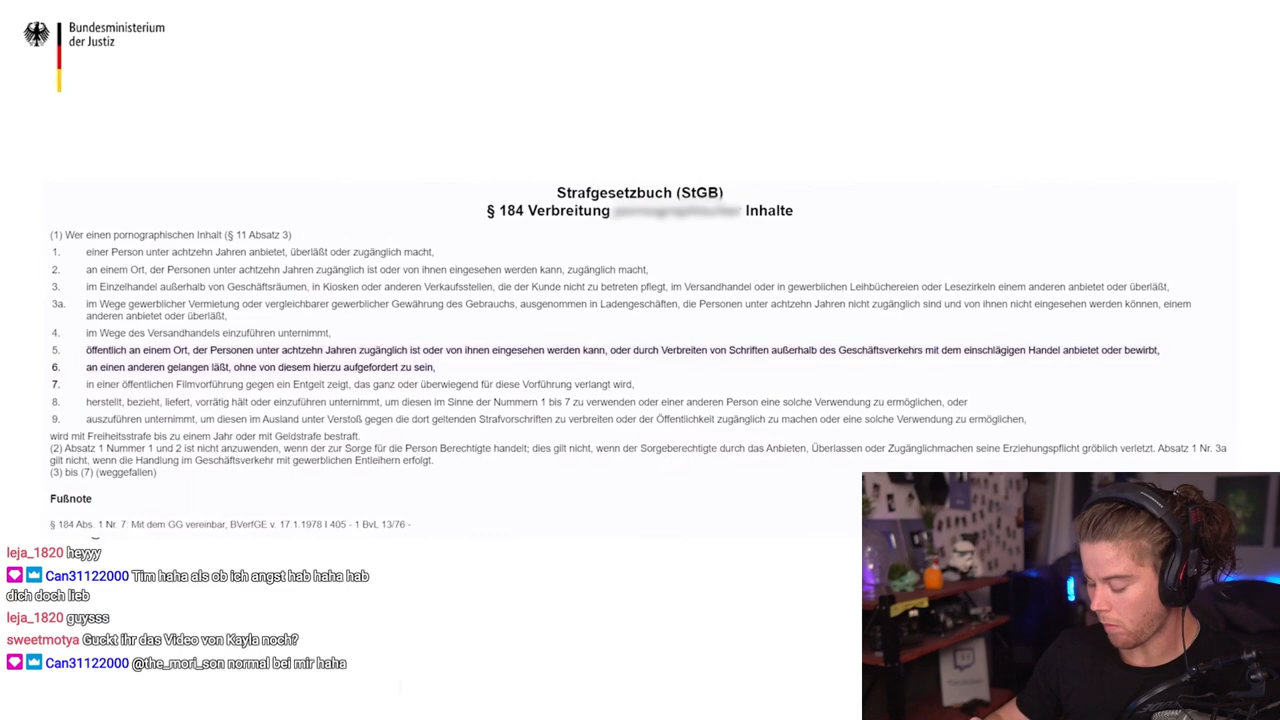 Bundesministerium
der Justiz
Strafgesetzbuch (StGB)
§ 184 Verbreitung Inhalte
(1) Wer einen pornographischen Inhalt (§ 11 Absatz 3)
1. einer Person unter achtzehn Jahren anbietet, überläßt oder zugänglich macht,
2. an einem Ort, der Personen unter achtzehn Jahren zugänglich ist oder von ihnen eingesehen werden kann, zugänglich macht,
3. im Einzelhandel außerhalb von Geschäftsräumen, in Kiosken oder anderen Verkaufsstellen, die der Kunde nicht zu betreten pflegt, im Versandhandel oder in gewerblichen Leihbüchereien oder Lesezirkeln einem anderen anbietet oder überläßt,
3a. im Wege gewerblicher Vermietung oder vergleichbarer gewerblicher Gewährung des Gebrauchs, ausgenommen in Ladengeschäften, die Personen unter achtzehn Jahren nicht zugänglich sind und von ihnen nicht eingesehen werden können, einem
anderen anbietet oder überläßt,
4. im Wege des Versandhandels einzuführen unternimmt,
5. öffentlich an einem Ort, der Personen unter achtzehn Jahren zugänglich ist oder von ihnen eingesehen werden kann, oder durch Verbreiten von Schriften außerhalb des Geschäftsverkehrs mit dem einschlägigen Handel anbietet oder bewirbt,
6. an einen anderen gelangen läßt, ohne von diesem hierzu aufgefordert zu sein,
7. in einer öffentlichen Filmvorführung gegen ein Entgelt zeigt, das ganz oder überwiegend für diese Vorführung verlangt wird,
8. herstellt, bezieht, liefert, vorrätig hält oder einzuführen unternimmt, um diesen im Sinne der Nummern 1 bis 7 zu verwenden oder einer anderen Person eine solche Verwendung zu ermöglichen, oder
9. auszuführen unternimmt, um diesen im Ausland unter Verstoß gegen die dort geltenden Strafvorschriften zu verbreiten oder der Öffentlichkeit zugänglich zu machen oder eine solche Verwendung zu ermöglichen,
wird mit Freiheitsstrafe bis zu einem Jahr oder mit Geldstrafe bestraft.
(2) Absatz 1 Nummer 1 und 2 ist nicht anzuwenden, wenn der zur Sorge für die Person Berechtigte handelt; dies gilt nicht, wenn der Sorgeberechtigte durch das Anbieten, Überlassen oder Zugänglichmachen seine Erziehungspflicht gröblich verletzt. Absatz 1 Nr. 3a
gilt nicht, wenn die Handlung im Geschäftsverkehr mit gewerblichen Entleihern erfolgt.
(3) bis (7) (weggefallen)
Fußnote
§ 184 Abs. 1 Nr. 7: Mit dem GG vereinbar, BVerfGE v. 17.1.1978 I 405 - 1 BvL 13/76 -
leja_1820 heyyy
Can31122000 Tim haha als ob ich angst hab haha hab
dich doch lieb
leja_1820 guysss
sweetmotya Guckt ihr das Video von Kayla noch?
Can31122000 @the_mori_son normal bei mir haha